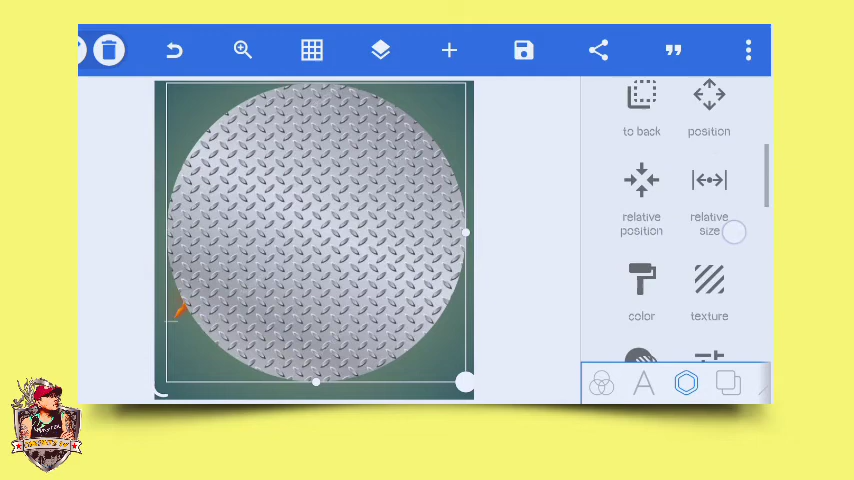 to back
position
relative
position
relative
size
color
texture